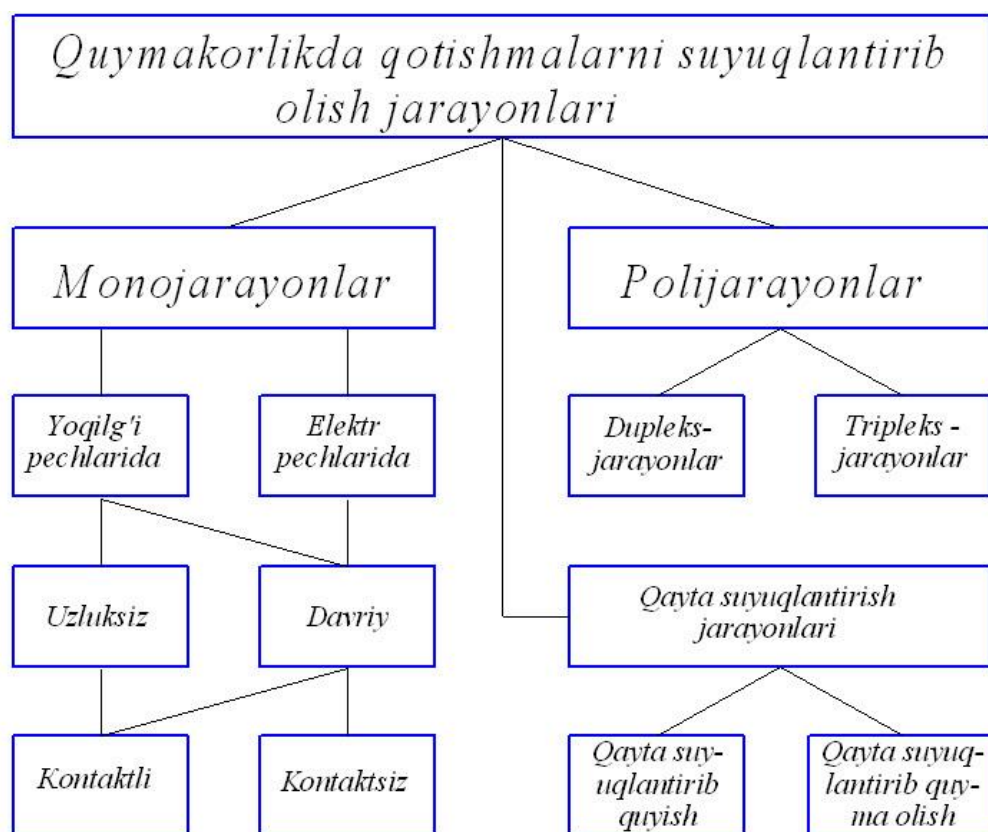 Quymakorlikda qotishmalarni suyuqlantirib
olish jarayonlari
Monojarayonlar
Polijarayonlar
Yoqilg'i
pechlarida
Elektr
pechlarida
Dupleks-
jarayonlar
Tripleks -
jarayonlar
Uzluksiz
Davriy
Qayta suyuqlantirish
jarayonlari
Kontaktli
Kontaktsiz
Qayta suy-
uqlantirib
quyish
Qayta suyuq-
lantirib quy-
ma olish